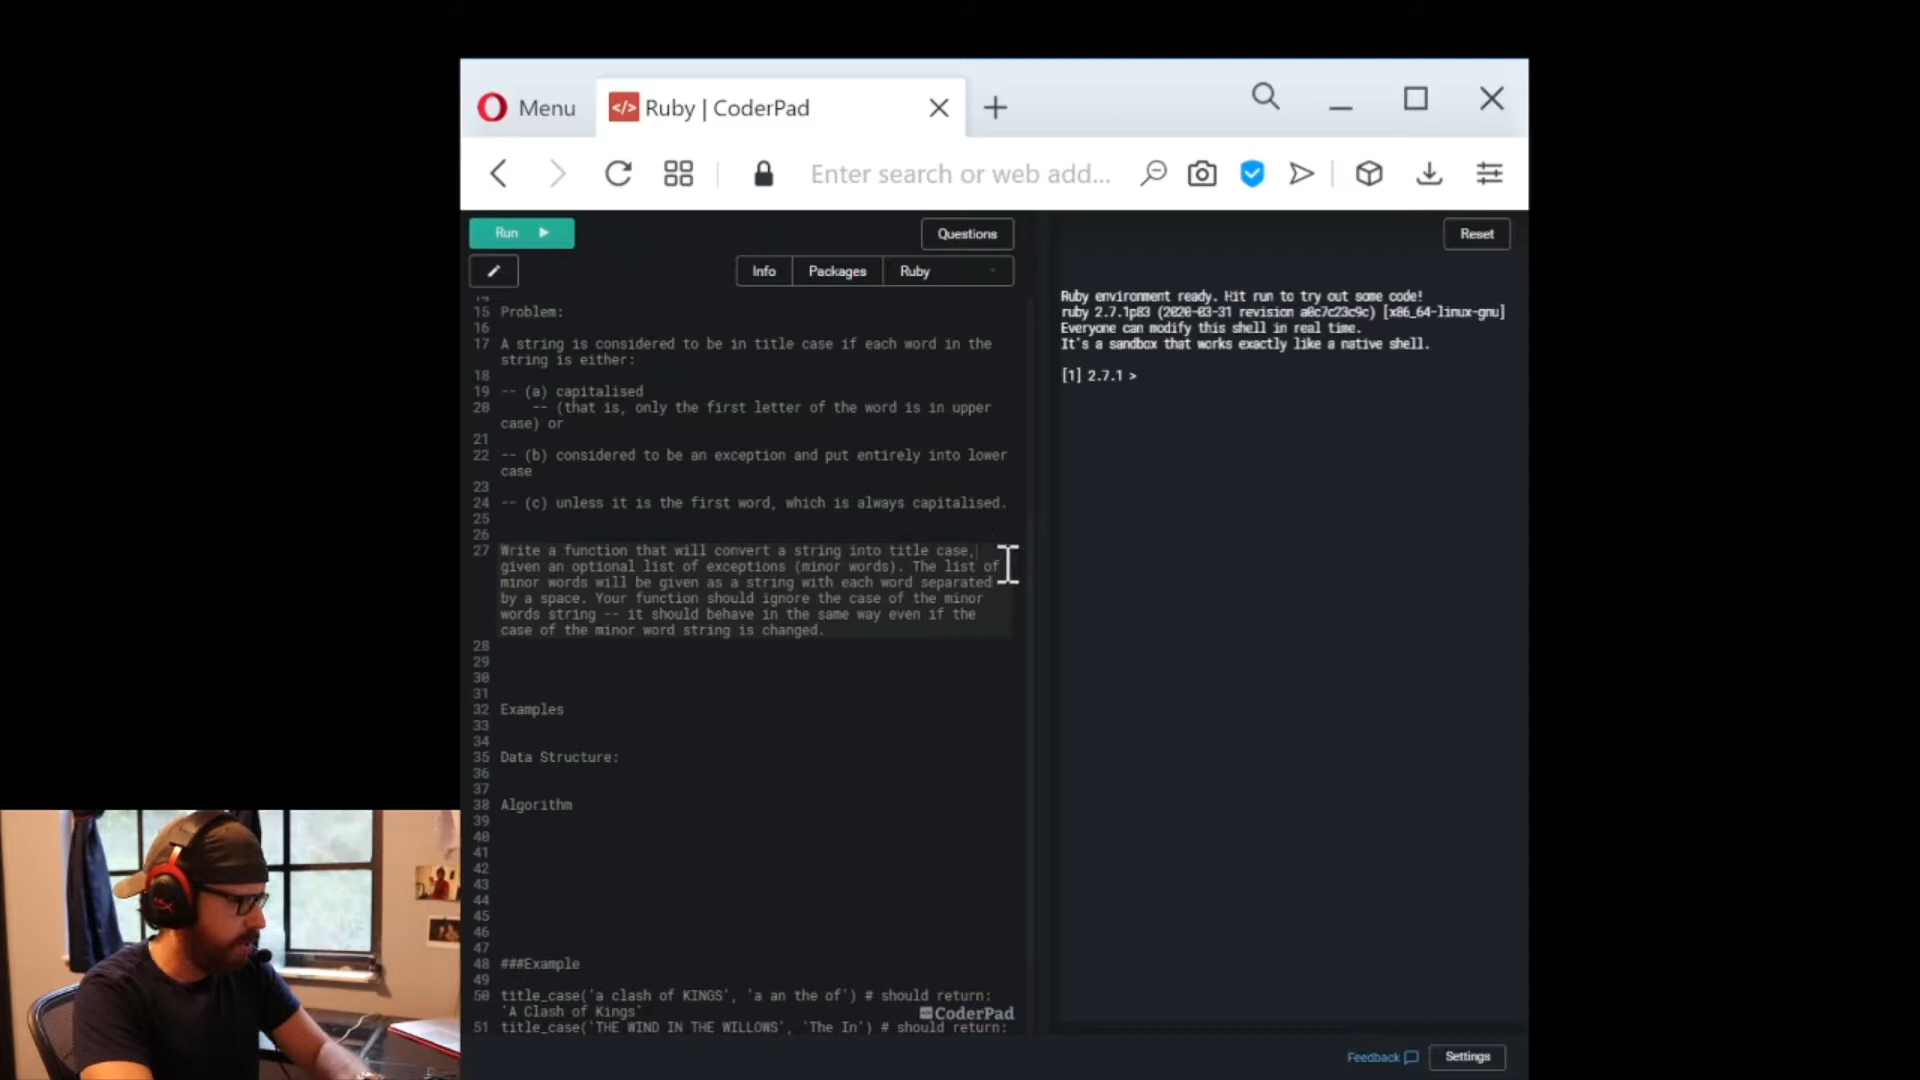 Menu
Ruby | CoderPad
Enter search or web add...
Run
Questions
Reset
Info
Packages
Ruby
14
15 Problem:
16
17 A string is considered to be in title case if each word in the
string is either:
18
19 -- (a) capitalised
20 -- (that is, only the first letter of the word is in upper
case) or
21
22 -- (b) considered to be an exception and put entirely into lower
case
23
24 -- (c) unless it is the first word, which is always capitalised.
25
26
27 Write a function that will convert a string into title case,
given an optional list of exceptions (minor words). The list of
minor words will be given as a string with each word separated
by a space. Your function should ignore the case of the minor
words string -- it should behave in the same way even if the
case of the minor word string is changed.
28
29
30
31
32 Examples
33
34
35 Data Structure:
36
37
38 Algorithm
39
40
41
42
43
44
45
46
47
48 ###Example
49
50 title_case('a clash of KINGS', 'a an the of') # should return:
'A Clash of Kings'
51 title_case('THE WIND IN THE WILLOWS', 'The In') # should return:
CoderPad
Ruby environment ready. Hit run to try out some code!
ruby 2.7.1p83 (2020-03-31 revision a0c7c23c9c) [x86_64-linux-gnu]
Everyone can modify this shell in real time.
It's a sandbox that works exactly like a native shell.
[1] 2.7.1 >
Feedback
Settings